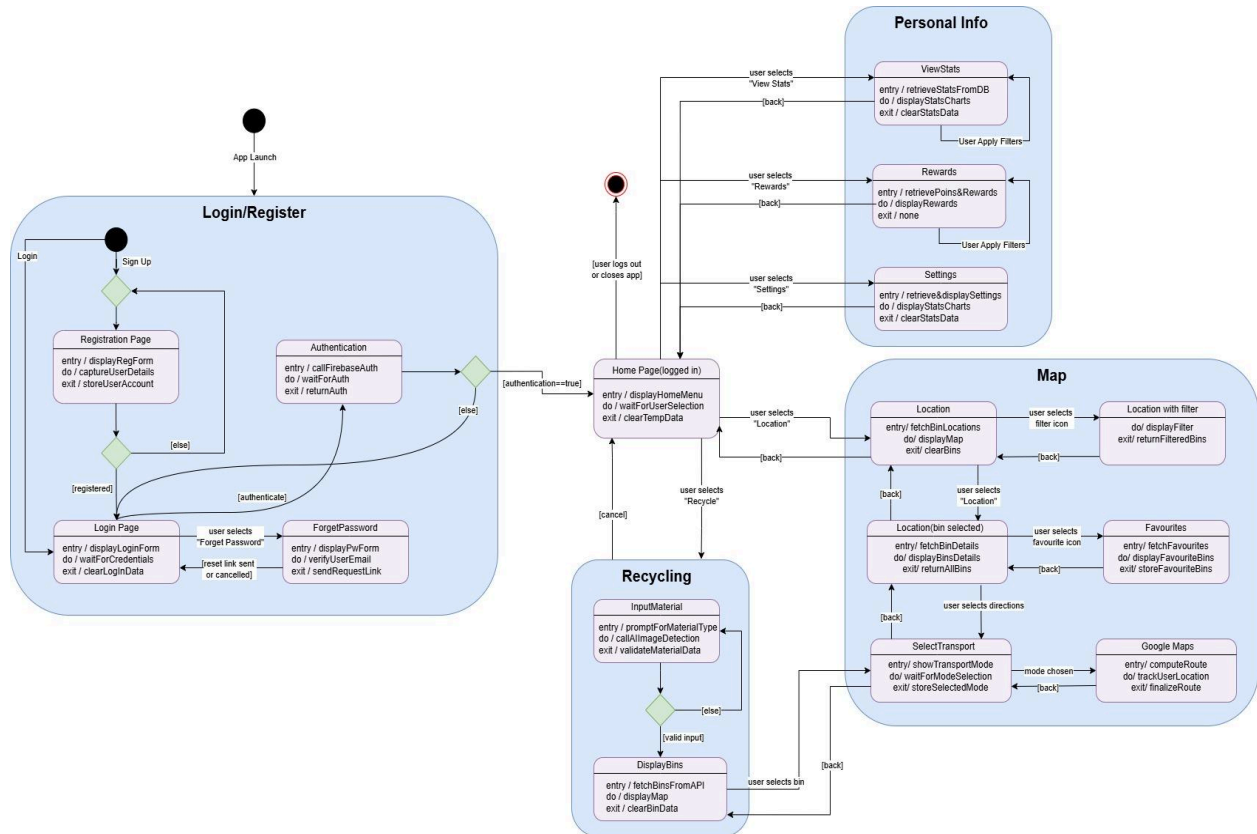 Personal Info
ViewStats
entry / retrieveStatsFromDB
do / displayStatsCharts
exit / clearStatsData
user selects
"View Stats"
[back]
User Apply Filters
Rewards
entry / retrievePoins&Rewards
do / displayRewards
exit / none
user selects
"Rewards"
[back]
User Apply Filters
Settings
entry / retrieve&displaySettings
do / displayStatsCharts
exit / clearStatsData
user selects
"Settings"
[back]
App Launch
Login/Register
Login
Sign Up
Registration Page
entry / displayRegForm
do / captureUserDetails
exit / storeUserAccount
[else]
[registered]
Authentication
entry / callFirebaseAuth
do / waitForAuth
exit / returnAuth
[else]
[authenticate]
[authentication==true]
Login Page
entry / displayLoginForm
do / waitForCredentials
exit / clearLogInData
user selects
"Forget Password"
[reset link sent
or cancelled]
ForgetPassword
entry / displayPwForm
do / verifyUserEmail
exit / sendRequestLink
[user logs out
or closes app]
Home Page(logged in)
entry / displayHomeMenu
do / waitForUserSelection
exit / clearTempData
user selects
"Location"
[back]
[cancel]
user selects
"Recycle"
Recycling
InputMaterial
entry / promptForMaterialType
do / callAIImageDetection
exit / validateMaterialData
[else]
[valid input]
DisplayBins
entry / fetchBinsFromAPI
do / displayMap
exit / clearBinData
user selects bin
[back]
Map
Location
entry/ fetchBinLocations
do/ displayMap
exit/ clearBins
user selects
filter icon
[back]
Location with filter
do/ displayFilter
exit/ returnFilteredBins
[back]
user selects
"Location"
Location(bin selected)
entry/ fetchBinDetails
do/ displayBinsDetails
exit/ returnAllBins
user selects
favourite icon
[back]
Favourites
entry/ fetchFavourites
do/ displayFavouriteBins
exit/ storeFavouriteBins
[back]
user selects directions
SelectTransport
entry/ showTransportMode
do/ waitForModeSelection
exit/ storeSelectedMode
mode chosen
[back]
Google Maps
entry/ computeRoute
do/ trackUserLocation
exit/ finalizeRoute